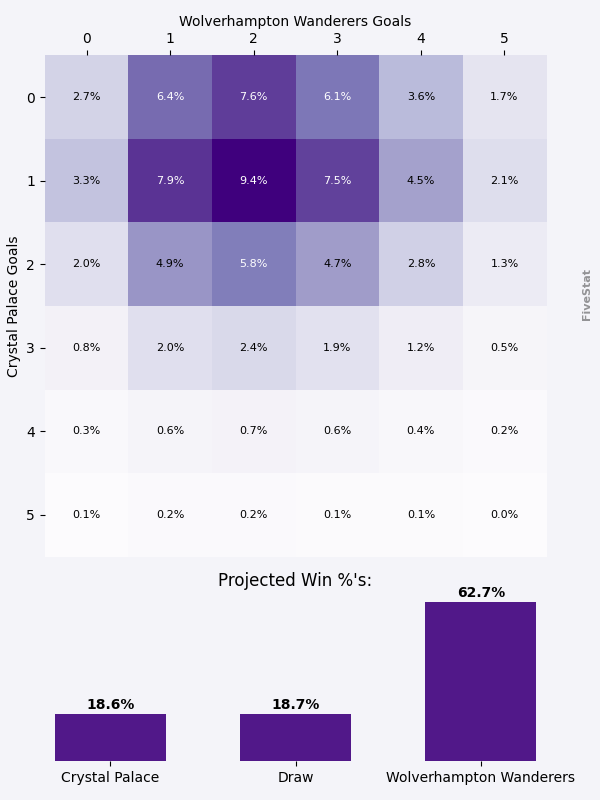 Wolverhampton Wanderers Goals
0 1 2 3 4 5
0 2.7% 6.4% 7.6% 6.1% 3.6% 1.7%
1 3.3% 7.9% 9.4% 7.5% 4.5% 2.1%
2 2.0% 4.9% 5.8% 4.7% 2.8% 1.3%
3 0.8% 2.0% 2.4% 1.9% 1.2% 0.5%
4 0.3% 0.6% 0.7% 0.6% 0.4% 0.2%
5 0.1% 0.2% 0.2% 0.1% 0.1% 0.0%
Crystal Palace Goals
FiveStat
Projected Win %'s:
18.6% 18.7% 62.7%
Crystal Palace Draw Wolverhampton Wanderers